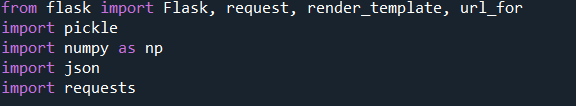 from flask import Flask, request, render_template, url_for
import pickle
import numpy as np
import json
import requests